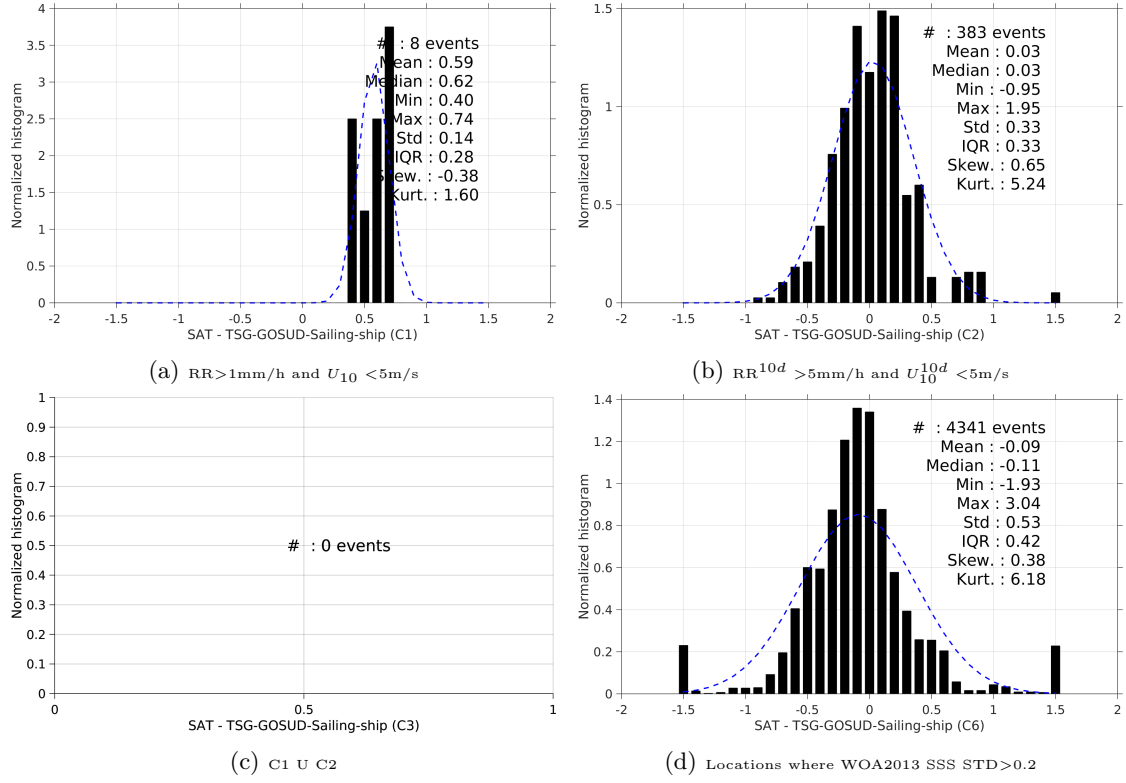 4
3.5
3
2.5
2
1.5
1
0.5
0
Normalized histogram
# : 8 events
Mean : 0.59
Median : 0.62
Min : 0.40
Max : 0.74
Std : 0.14
IQR : 0.28
Skew. : -0.38
Kurt. : 1.60
-2 -1.5 -1 -0.5 0 0.5 1 1.5 2
SAT - TSG-GOSUD-Sailing-ship (C1)
(a) RR>1mm/h and U10 <5m/s
1.5
1
0.5
0
Normalized histogram
# : 383 events
Mean : 0.03
Median : 0.03
Min : -0.95
Max : 1.95
Std : 0.33
IQR : 0.33
Skew. : 0.65
Kurt. : 5.24
-2 -1.5 -1 -0.5 0 0.5 1 1.5 2
SAT - TSG-GOSUD-Sailing-ship (C2)
(b) RR^10d >5mm/h and U_10^10d <5m/s
1
0.9
0.8
0.7
0.6
0.5
0.4
0.3
0.2
0.1
0
Normalized histogram
# : 0 events
0 0.5 1
SAT - TSG-GOSUD-Sailing-ship (C3)
(c) C1 U C2
1.4
1.2
1
0.8
0.6
0.4
0.2
0
Normalized histogram
# : 4341 events
Mean : -0.09
Median : -0.11
Min : -1.93
Max : 3.04
Std : 0.53
IQR : 0.42
Skew. : 0.38
Kurt. : 6.18
-2 -1.5 -1 -0.5 0 0.5 1 1.5 2
SAT - TSG-GOSUD-Sailing-ship (C6)
(d) Locations where WOA2013 SSS STD>0.2